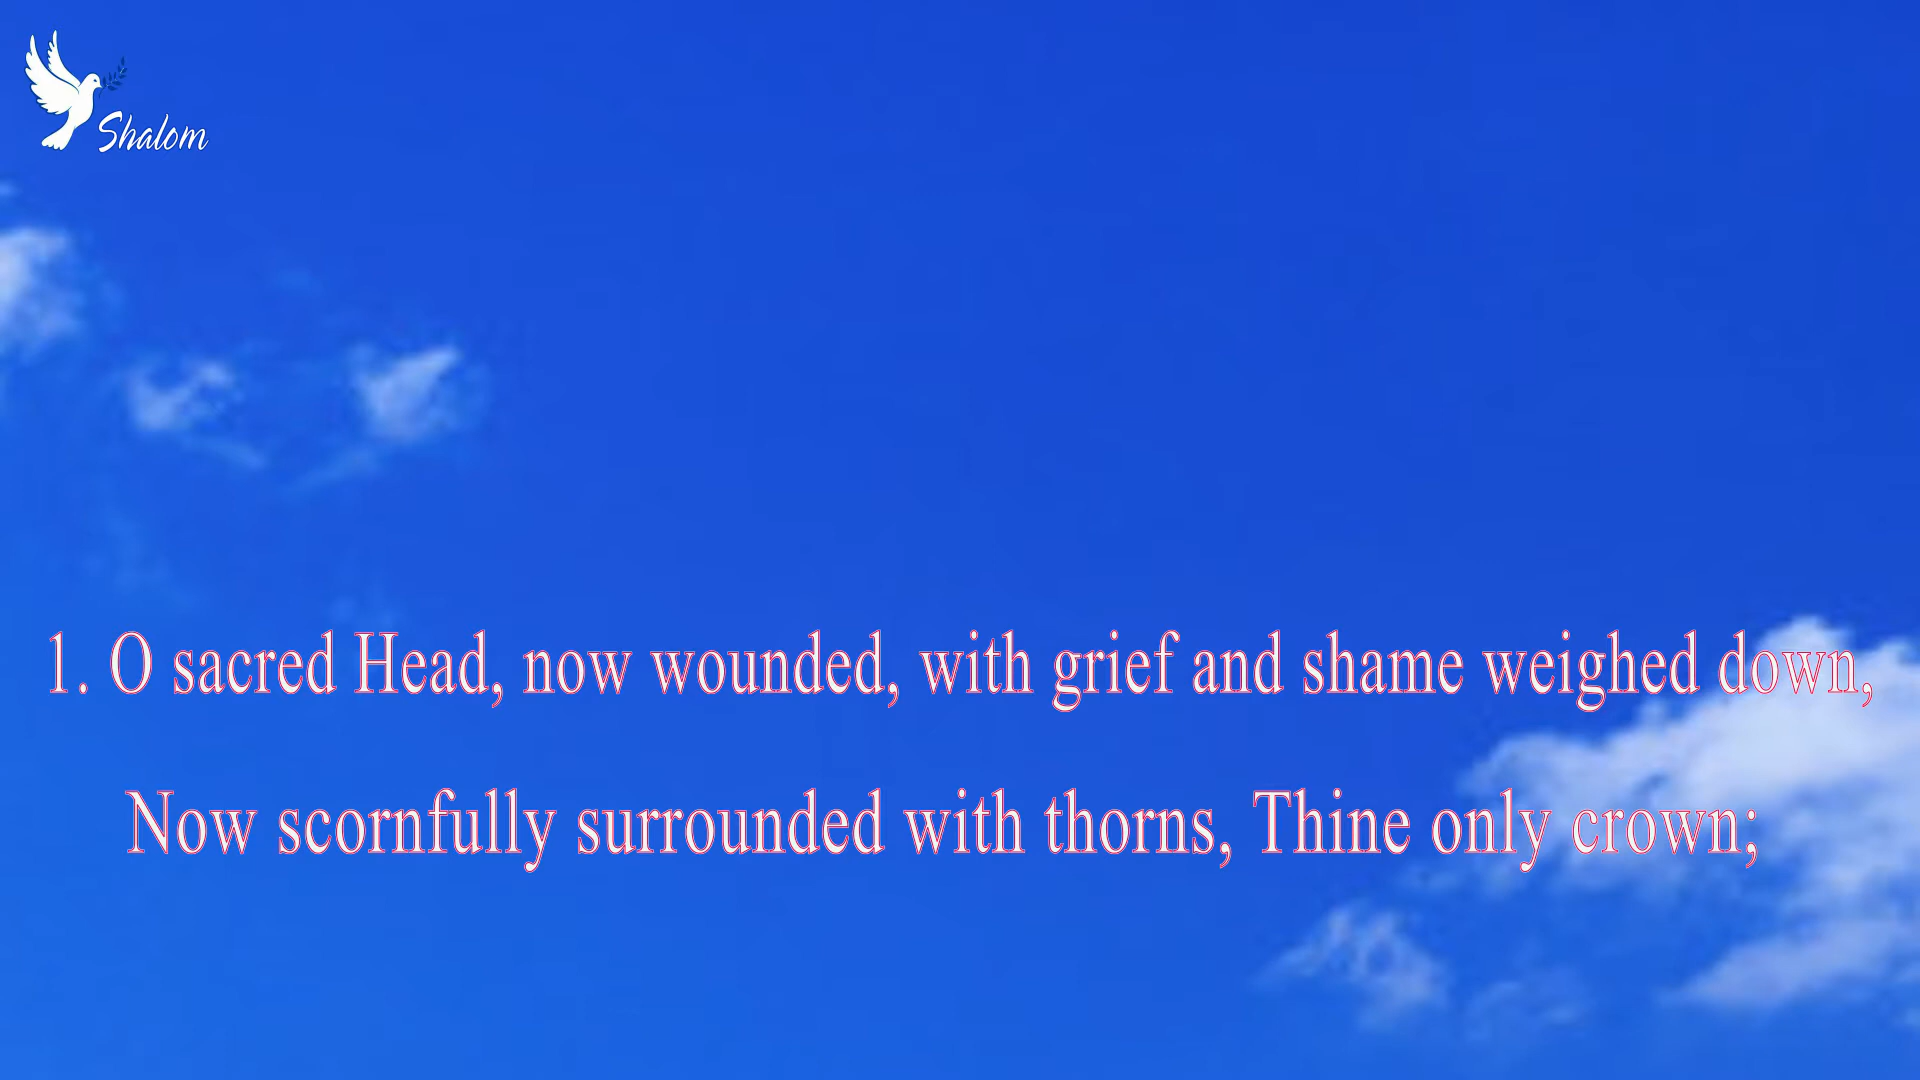 Shalom
1. O sacred Head, now wounded, with grief and shame weighed down,
Now scornfully surrounded with thorns, Thine only crown;